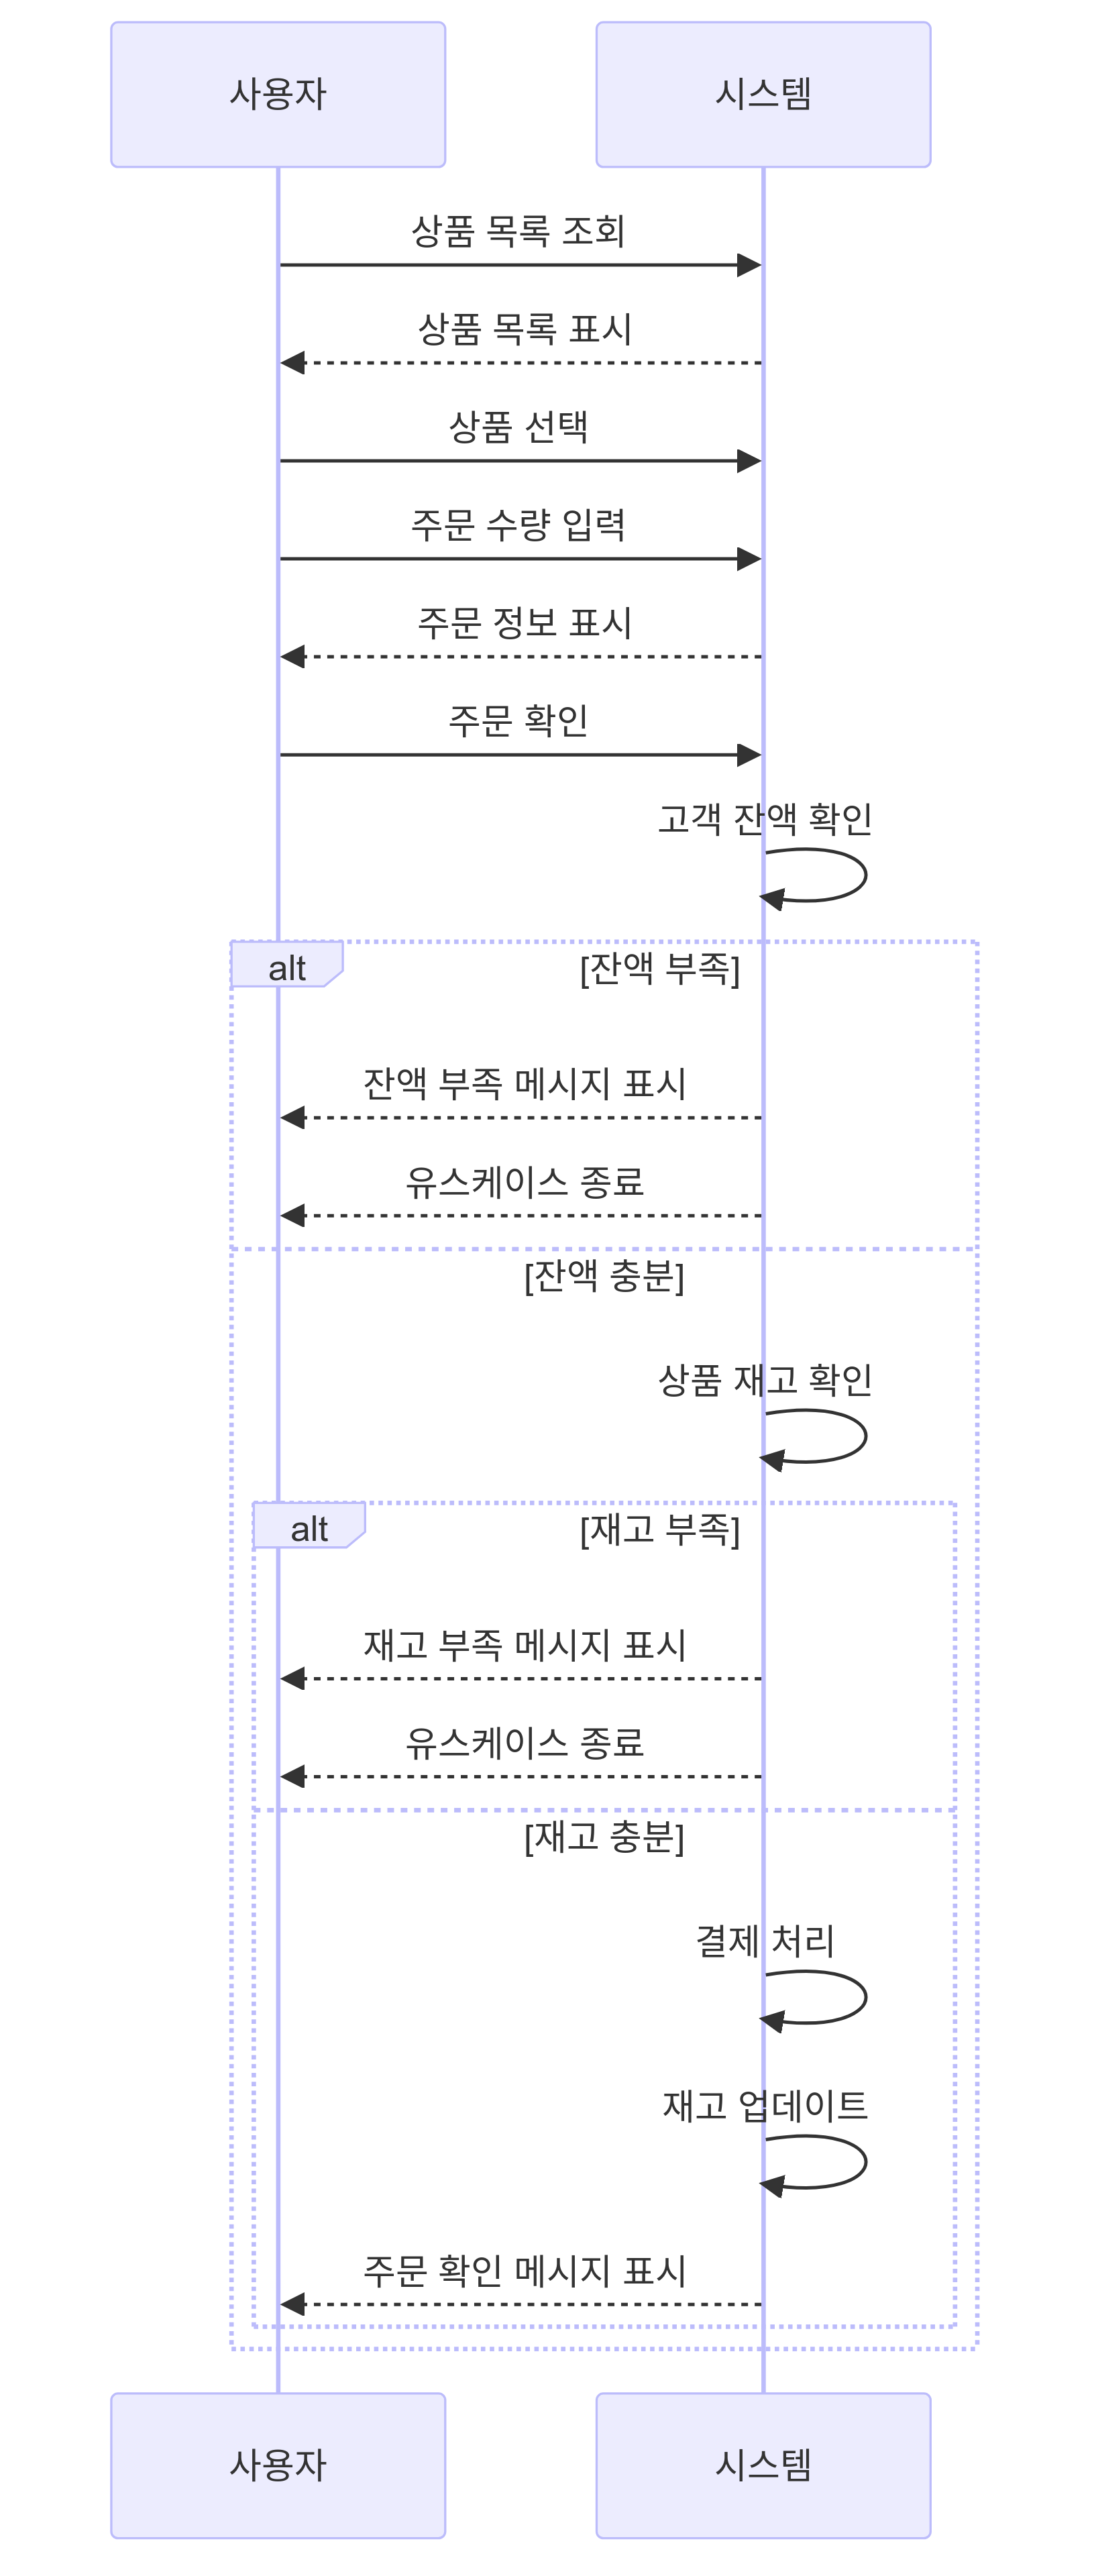 사용자
시스템
상품 목록 조회
상품 목록 표시
상품 선택
주문 수량 입력
주문 정보 표시
주문 확인
고객 잔액 확인
alt
[잔액 부족]
잔액 부족 메시지 표시
유스케이스 종료
[잔액 충분]
상품 재고 확인
alt
[재고 부족]
재고 부족 메시지 표시
유스케이스 종료
[재고 충분]
결제 처리
재고 업데이트
주문 확인 메시지 표시
사용자
시스템